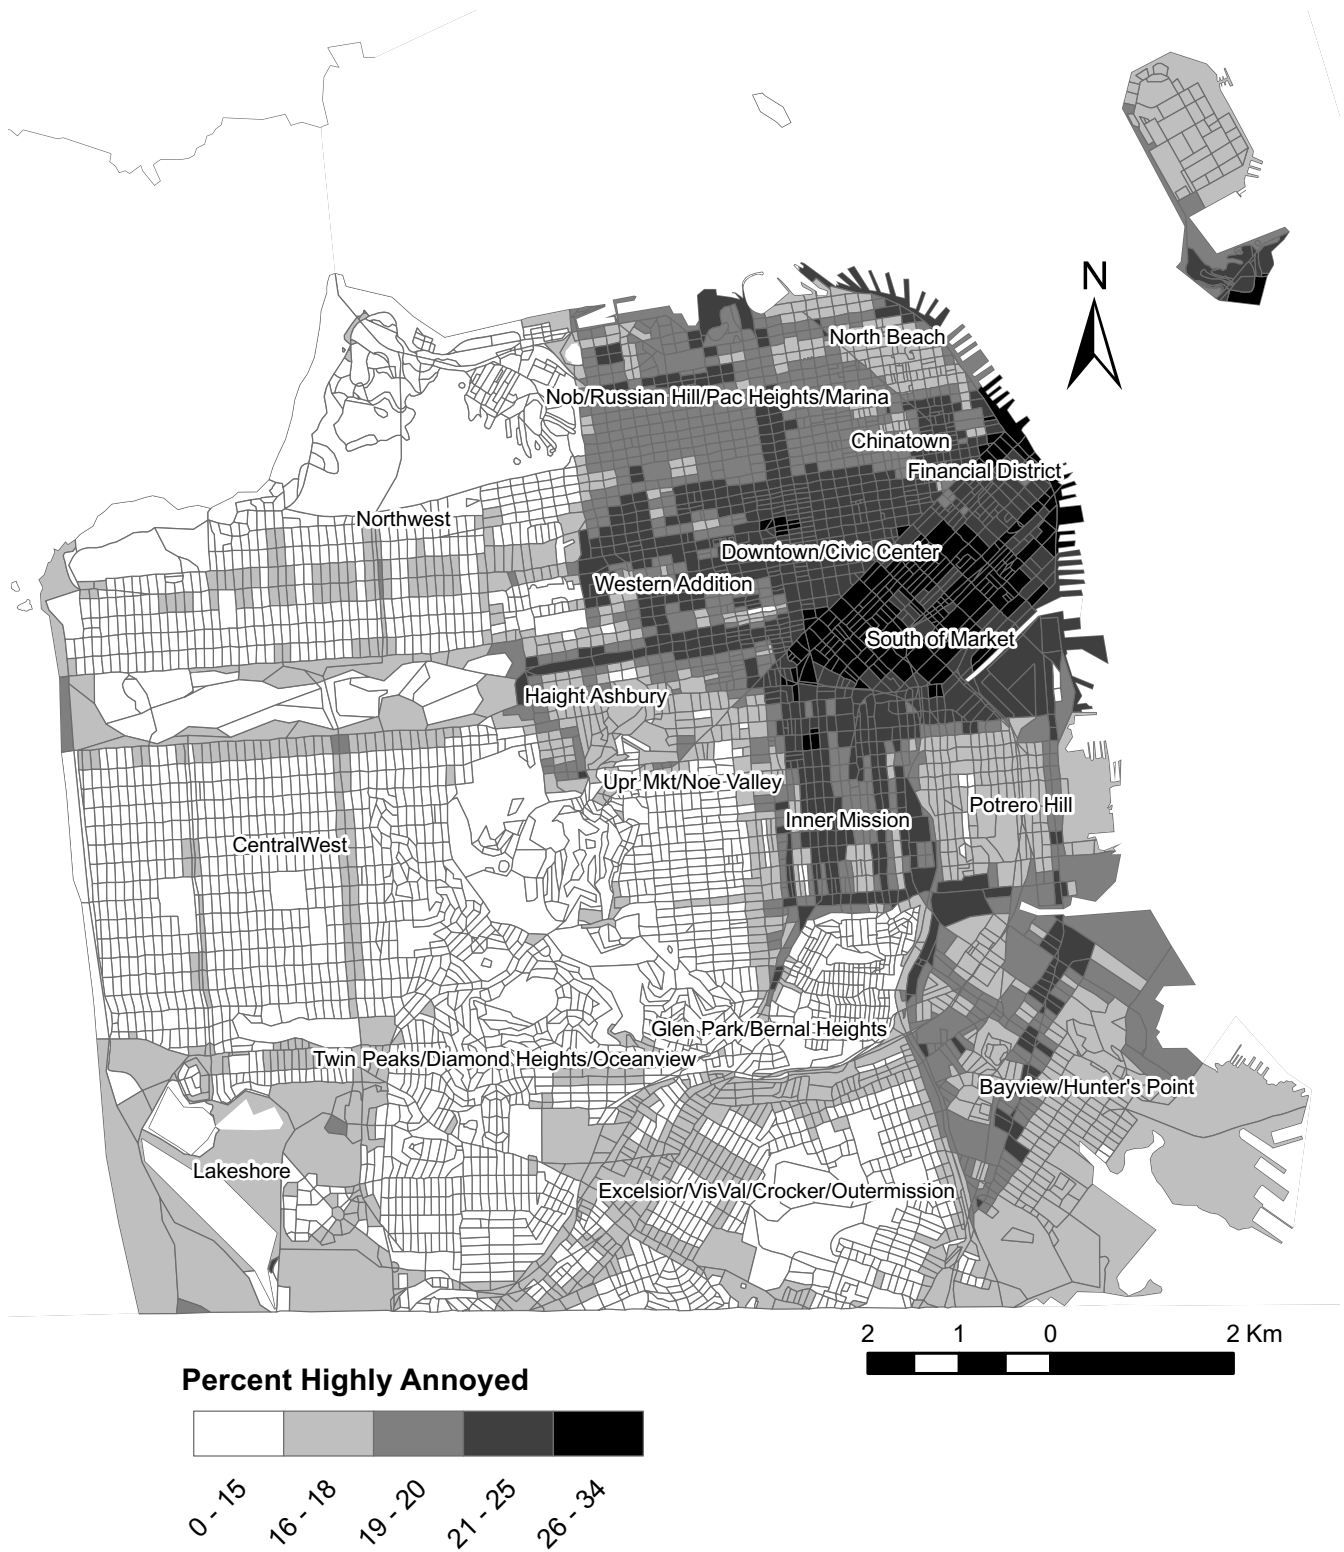 N
North Beach
Nob/Russian Hill/Pac Heights/Marina
Chinatown
Financial District
Northwest
Downtown/Civic Center
Western Addition
South of Market
Haight Ashbury
Upr Mkt/Noe Valley
Potrero Hill
Inner Mission
CentralWest
Glen Park/Bernal Heights
Twin Peaks/Diamond Heights/Oceanview
Bayview/Hunter's Point
Lakeshore
Excelsior/VisVal/Crocker/Outermission
2 1 0 2 Km
Percent Highly Annoyed
0 - 15
16 - 18
19 - 20
21 - 25
26 - 34